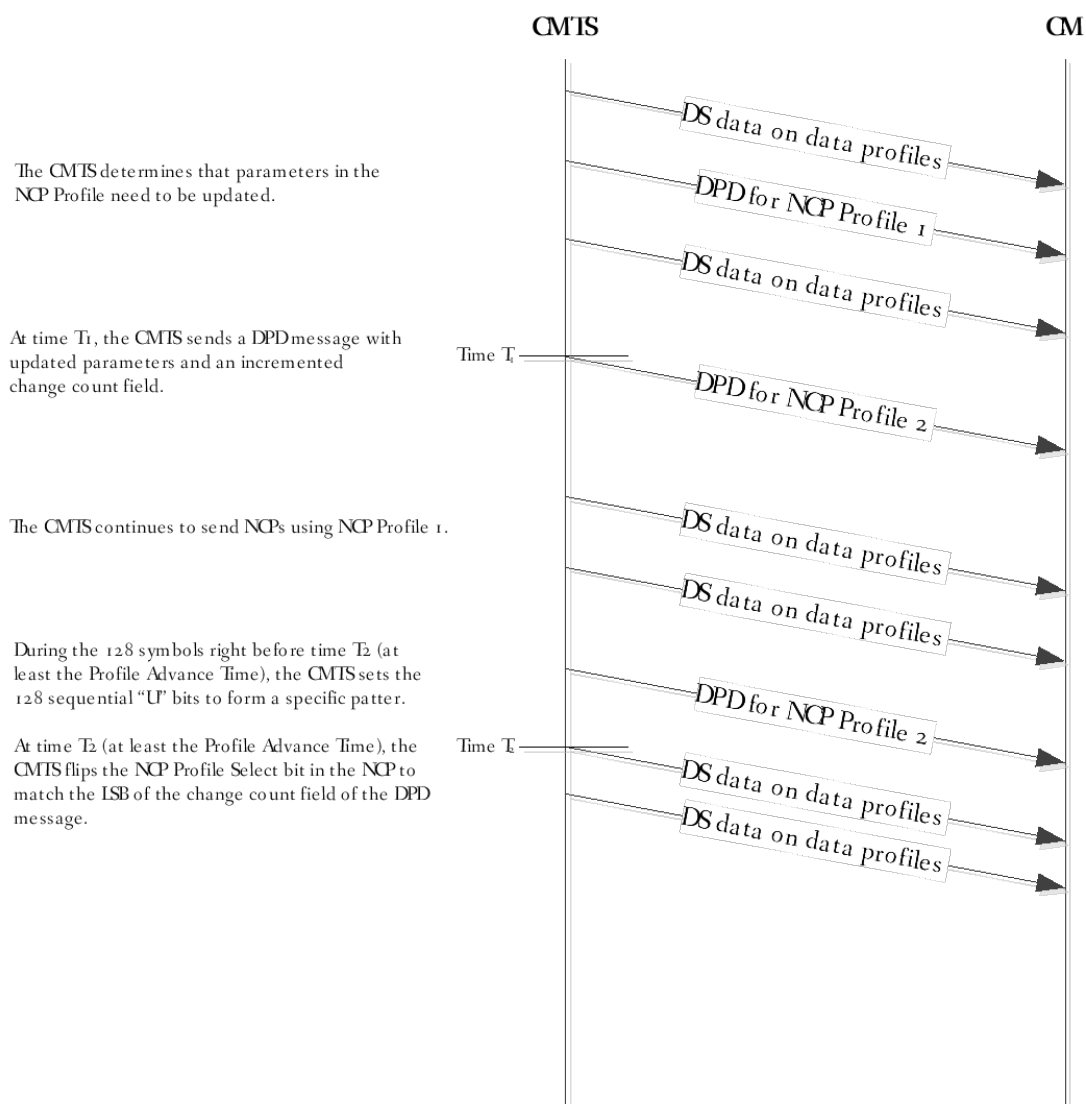 CMTS
CM
DS data on data profiles
The CMTS determines that parameters in the
NCP Profile need to be updated.
DPD for NCP Profile 1
DS data on data profiles
At time T1, the CMTS sends a DPD message with
updated parameters and an incremented
change count field.
Time T1
DPD for NCP Profile 2
The CMTS continues to send NCPs using NCP Profile 1.
DS data on data profiles
DS data on data profiles
During the 128 symbols right before time T2 (at
least the Profile Advance Time), the CMTS sets the
128 sequential “U” bits to form a specific patter.
DPD for NCP Profile 2
At time T2 (at least the Profile Advance Time), the
CMTS flips the NCP Profile Select bit in the NCP to
match the LSB of the change count field of the DPD
message.
Time T2
DS data on data profiles
DS data on data profiles